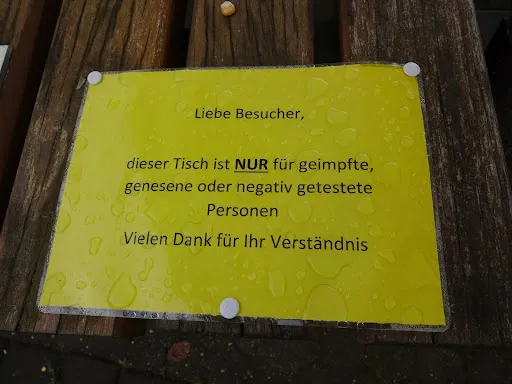 Liebe Besucher,
dieser Tisch ist NUR für geimpfte,
genesene oder negativ getestete
Personen
Vielen Dank für Ihr Verständnis